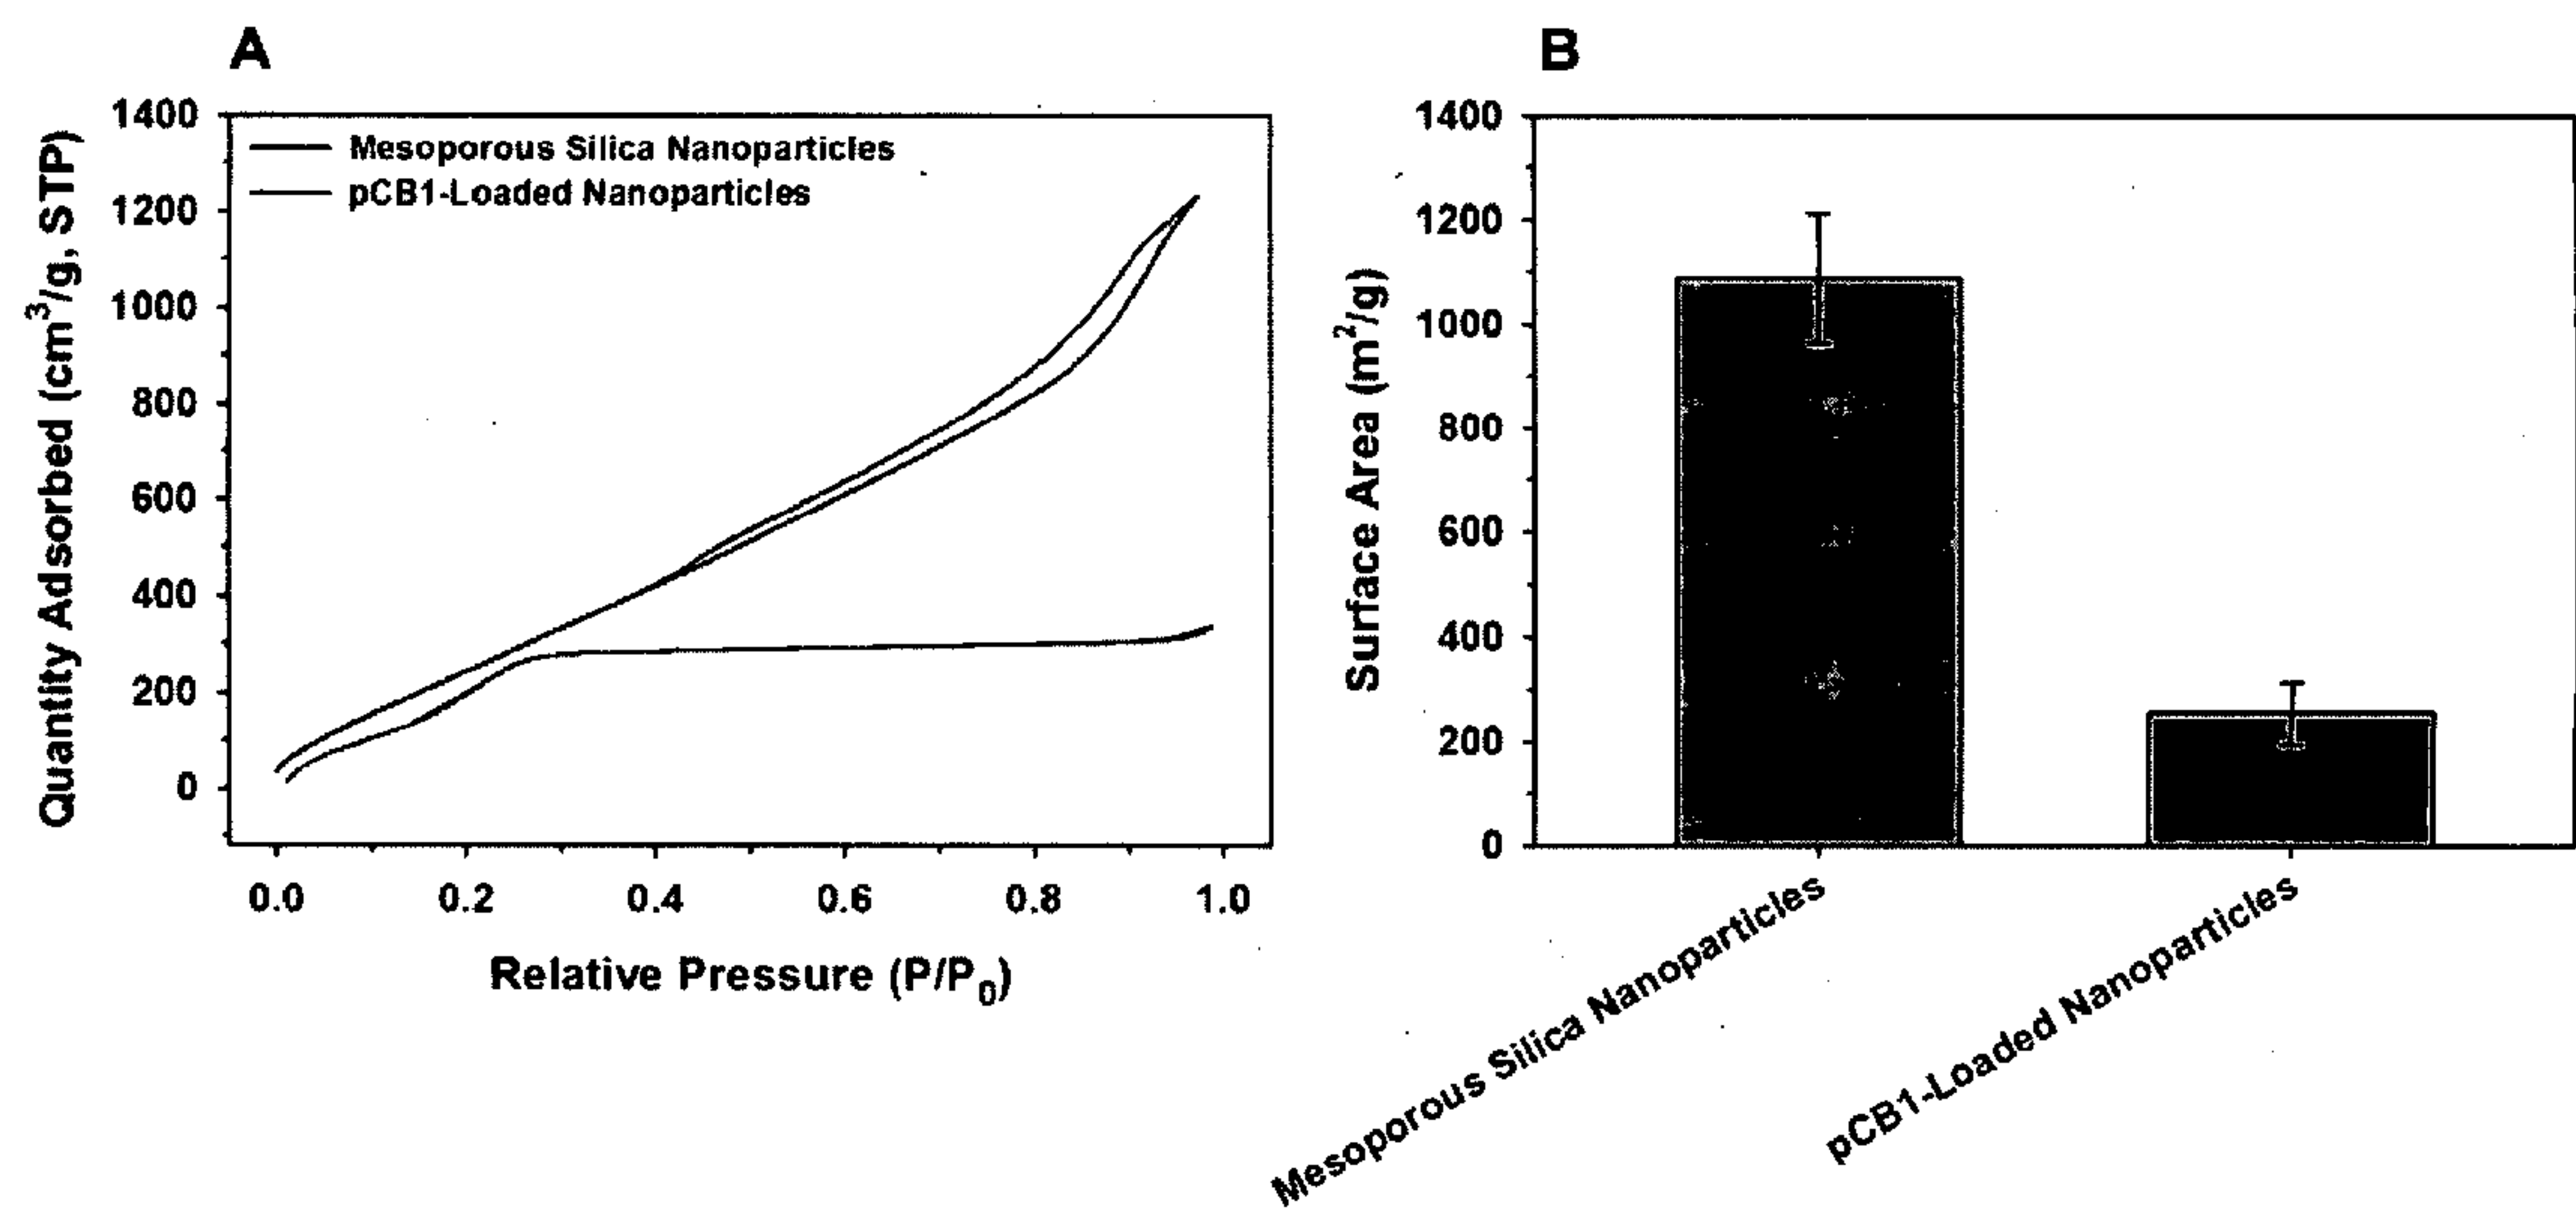 A
Quantity Adsorbed (cm³/g, STP)
1400
1200
1000
800
600
400
200
0
Mesoporous Silica Nanoparticles
pCB1-Loaded Nanoparticles
0.0 0.2 0.4 0.6 0.8 1.0
Relative Pressure (P/P₀)
B
Surface Area (m²/g)
1400
1200
1000
800
600
400
200
0
Mesoporous Silica Nanoparticles
pCB1-Loaded Nanoparticles